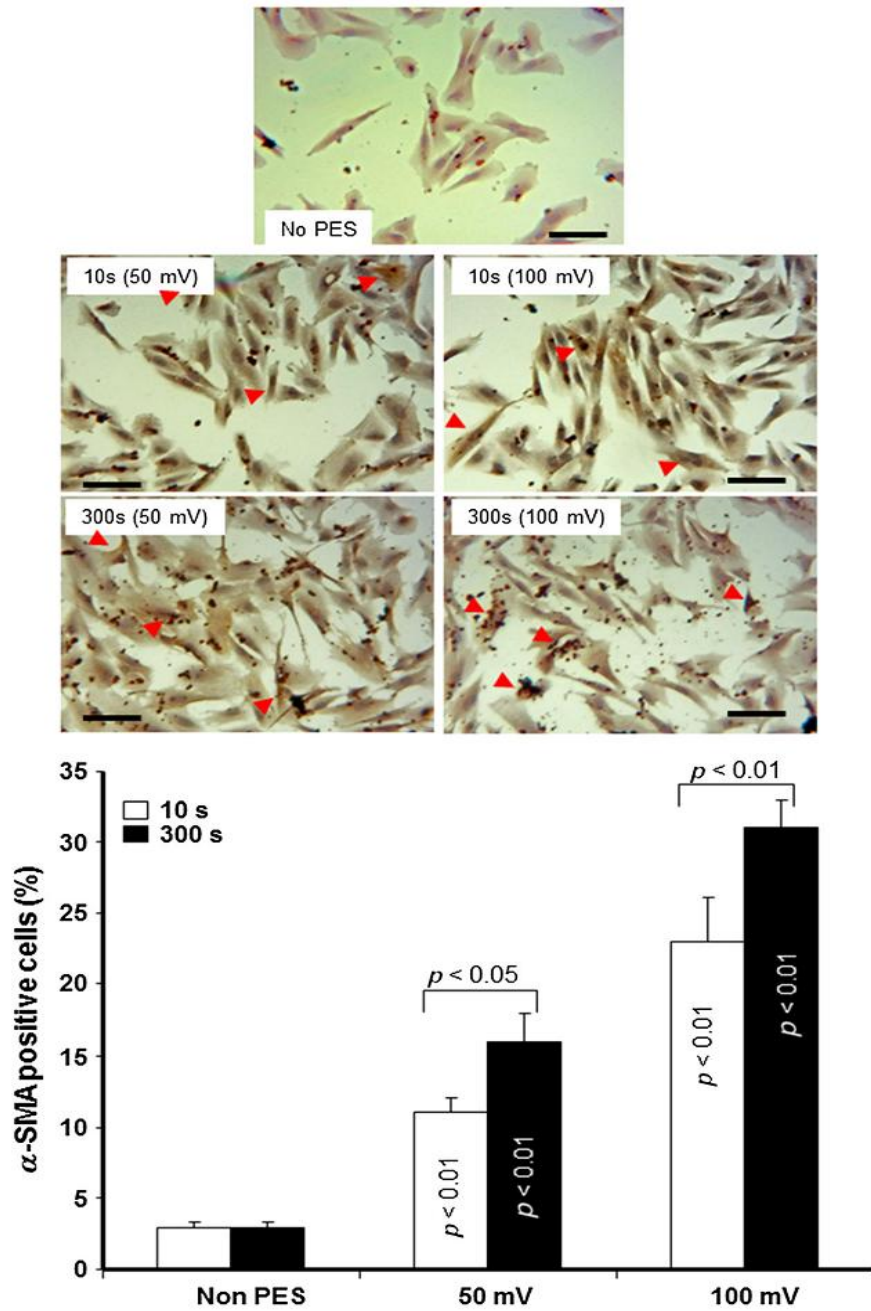 No PES
10s (50 mV)
10s (100 mV)
300s (50 mV)
300s (100 mV)
α-SMA positive cells (%)
35
30
25
20
15
10
5
0
10 s
300 s
p < 0.05
p < 0.01
p < 0.01
p < 0.01
p < 0.01
p < 0.01
Non PES
50 mV
100 mV